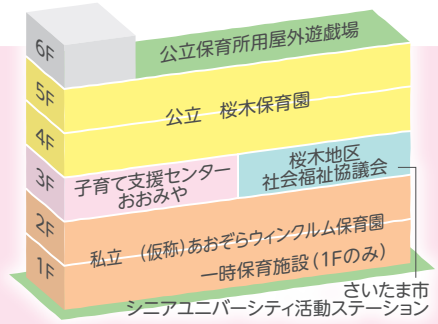 6F
公立保育所用屋外遊戯場
5F
公立 桜木保育園
4F
3F
子育て支援センター
おおみや
桜木地区
社会福祉協議会
2F
私立 (仮称)あおぞらウィンクルム保育園
1F
一時保育施設(1Fのみ)
さいたま市
シニアユニバーシティ活動ステーション